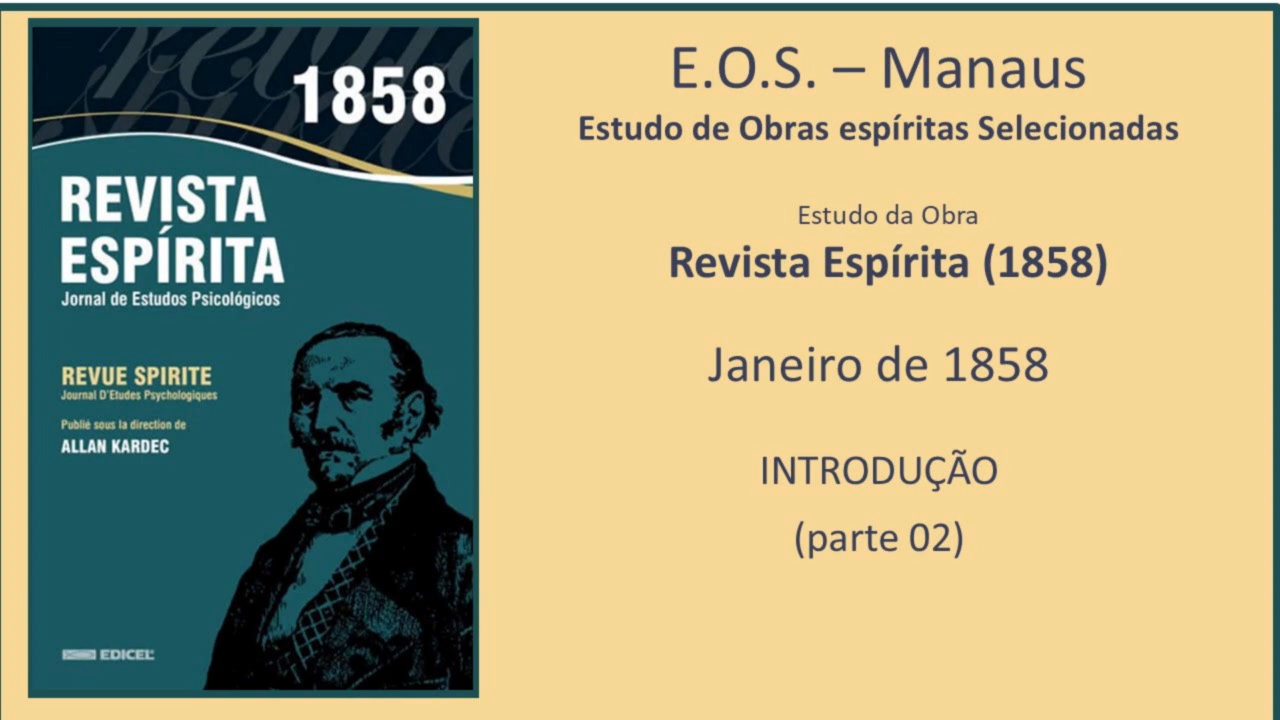 1858
REVISTA
ESPÍRITA
Jornal de Estudos Psicológicos
REVUE SPIRITE
Journal D'Etudes Psychologiques
Publié sous la direction de
ALLAN KARDEC
EDICEL
E.O.S. – Manaus
Estudo de Obras espíritas Selecionadas
Estudo da Obra
Revista Espírita (1858)
Janeiro de 1858
INTRODUÇÃO
(parte 02)